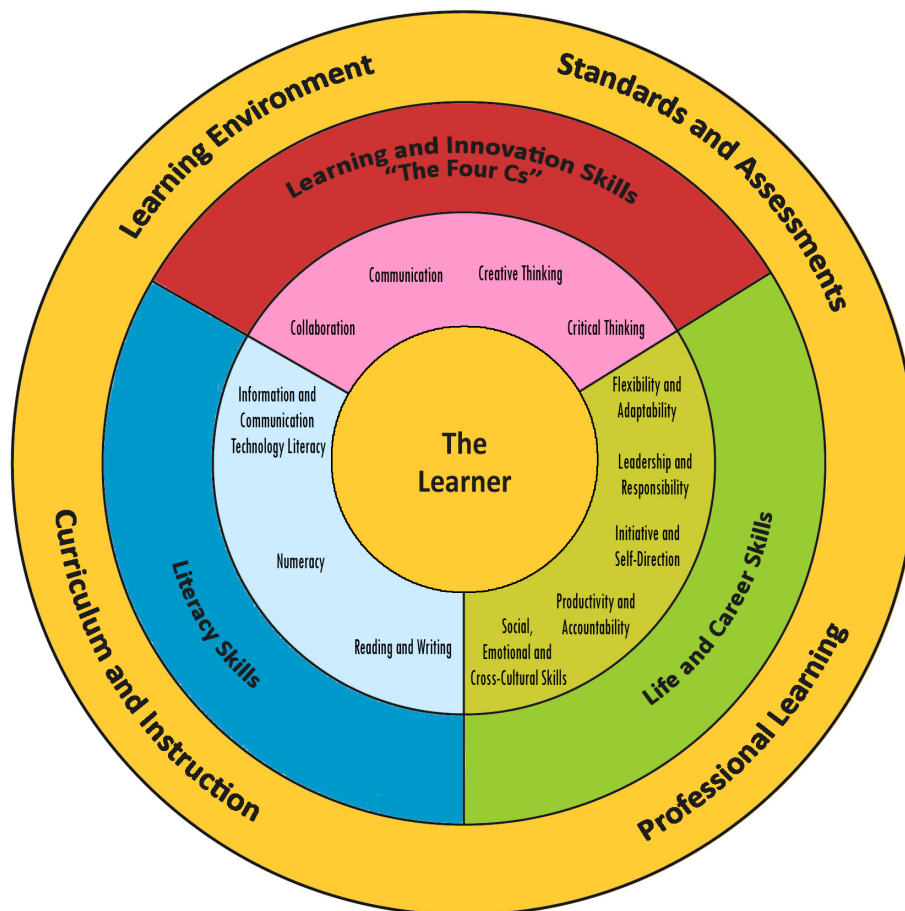 Learning Environment
Standards and Assessments
Learning and Innovation Skills
“The Four Cs”
Communication
Creative Thinking
Collaboration
Critical Thinking
Information and
Communication
Technology Literacy
Numeracy
Reading and Writing
Flexibility and
Adaptability
Leadership and
Responsibility
Initiative and
Self-Direction
Productivity and
Accountability
Social,
Emotional and
Cross-Cultural Skills
The
Learner
Literacy Skills
Life and Career Skills
Curriculum and Instruction
Professional Learning